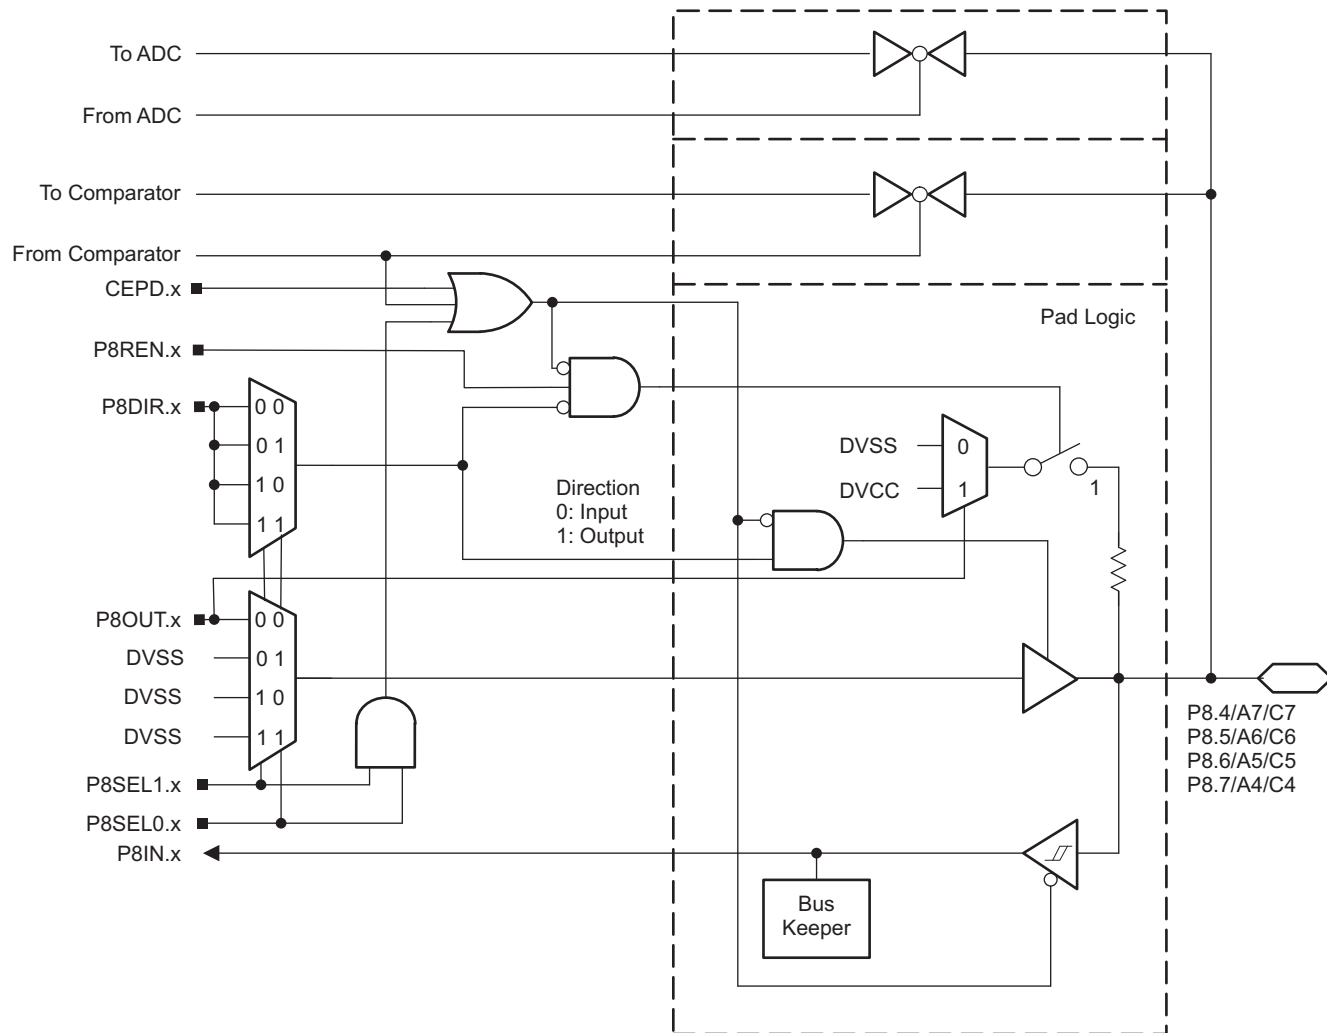 To ADC
From ADC
To Comparator
From Comparator
CEPD.x
Pad Logic
P8REN.x
P8DIR.x
0 0
0 1
1 0
1 1
DVSS
0
DVCC
1
1
Direction
0: Input
1: Output
P8OUT.x
0 0
DVSS
0 1
DVSS
1 0
DVSS
1 1
P8.4/A7/C7
P8.5/A6/C6
P8.6/A5/C5
P8.7/A4/C4
P8SEL1.x
P8SEL0.x
P8IN.x
Bus
Keeper